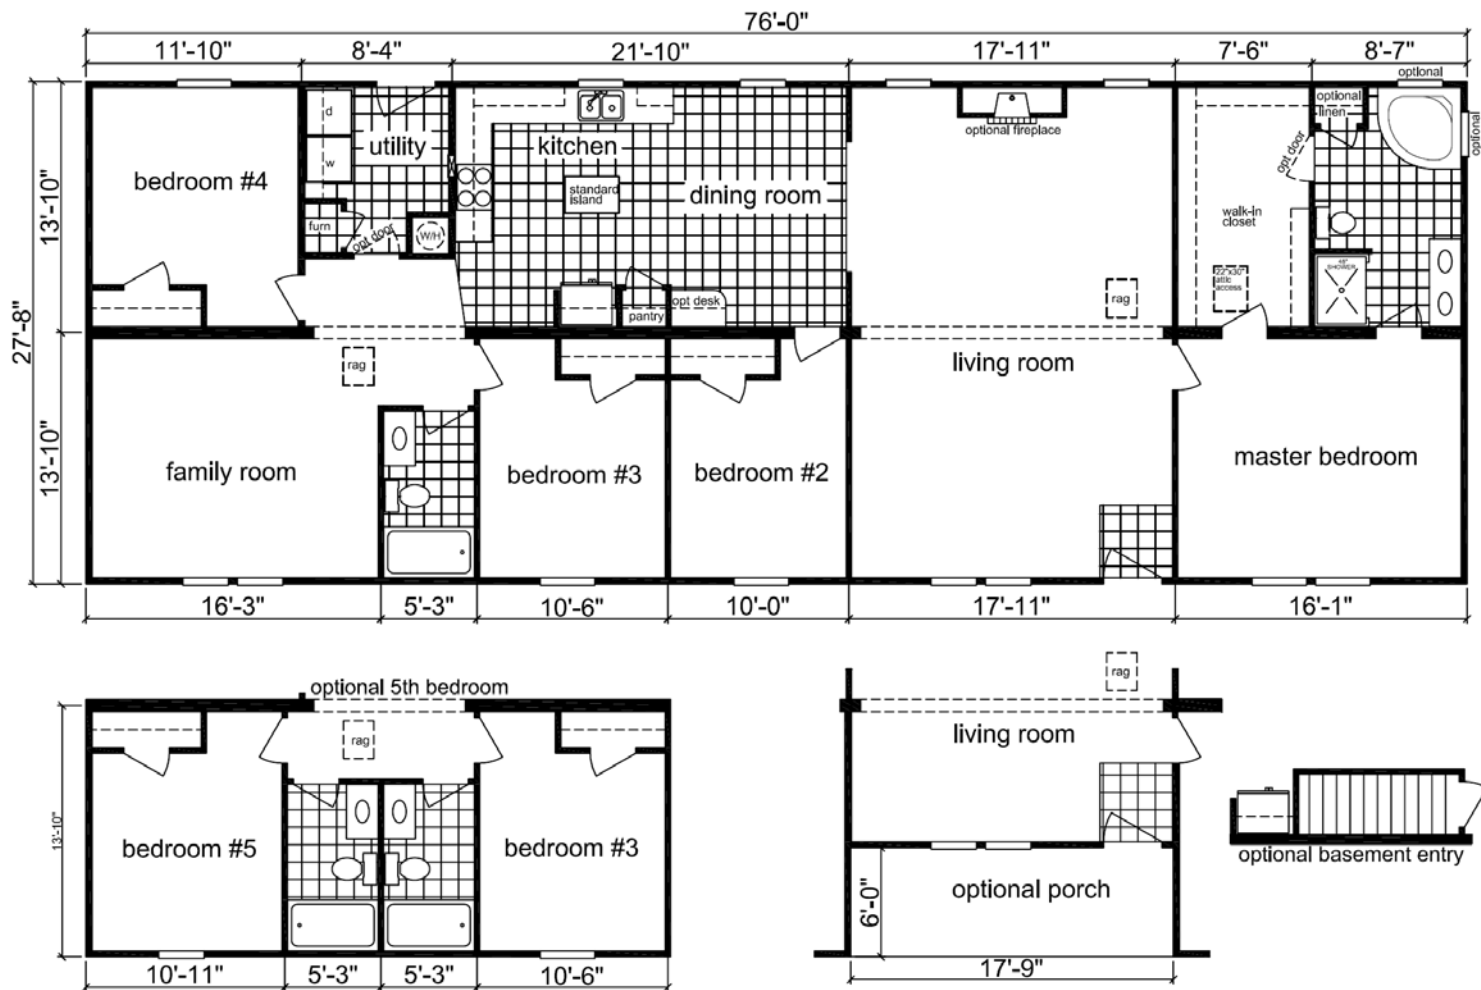 76'-0"
11'-10"
8'-4"
21'-10"
17'-11"
7'-6"
8'-7"
optional
d
w
utility
kitchen
optional fireplace
optional
linen
optional
opt door
bedroom #4
standard
island
dining room
13'-10"
furn
opt door
W/H
walk-in
closet
48"
SHOWER
22"x30"
attic
access
rag
opt desk
pantry
27'-8"
rag
living room
13'-10"
family room
bedroom #3
bedroom #2
master bedroom
16'-3"
5'-3"
10'-6"
10'-0"
17'-11"
16'-1"
optional 5th bedroom
rag
13'-10"
bedroom #5
bedroom #3
10'-11"
5'-3"
5'-3"
10'-6"
rag
living room
optional porch
6'-0"
17'-9"
optional basement entry